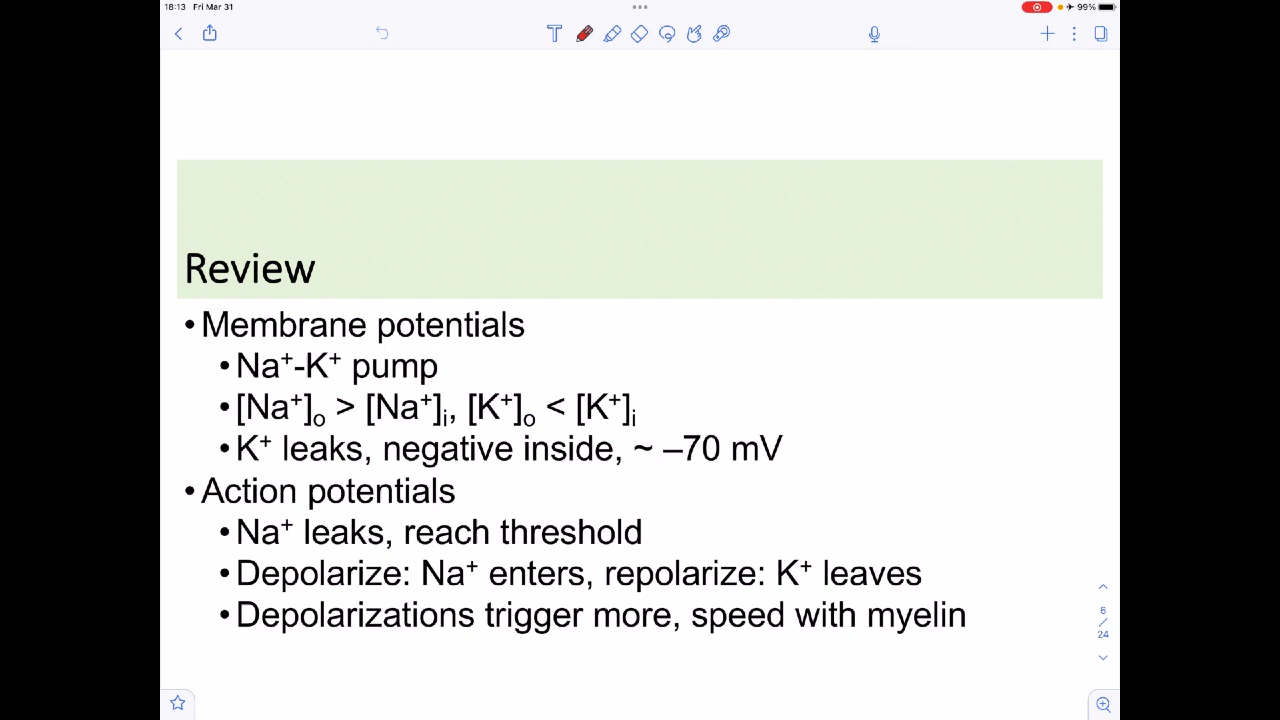 18:13 Fri Mar 31
99%
T
Review
• Membrane potentials
• Na⁺-K⁺ pump
• [Na⁺]ₒ > [Na⁺]ᵢ, [K⁺]ₒ < [K⁺]ᵢ
• K⁺ leaks, negative inside, ~ –70 mV
• Action potentials
• Na⁺ leaks, reach threshold
• Depolarize: Na⁺ enters, repolarize: K⁺ leaves
• Depolarizations trigger more, speed with myelin
6
/
24